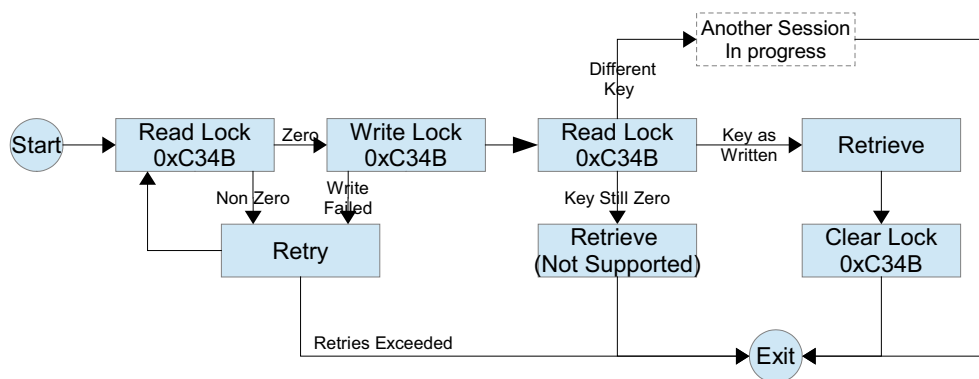 Another Session
In progress
Different
Key
Start
Read Lock
0xC34B
Zero
Write Lock
0xC34B
Read Lock
0xC34B
Key as
Written
Retrieve
Non Zero
Write
Failed
Key Still Zero
Retry
Retrieve
(Not Supported)
Clear Lock
0xC34B
Retries Exceeded
Exit